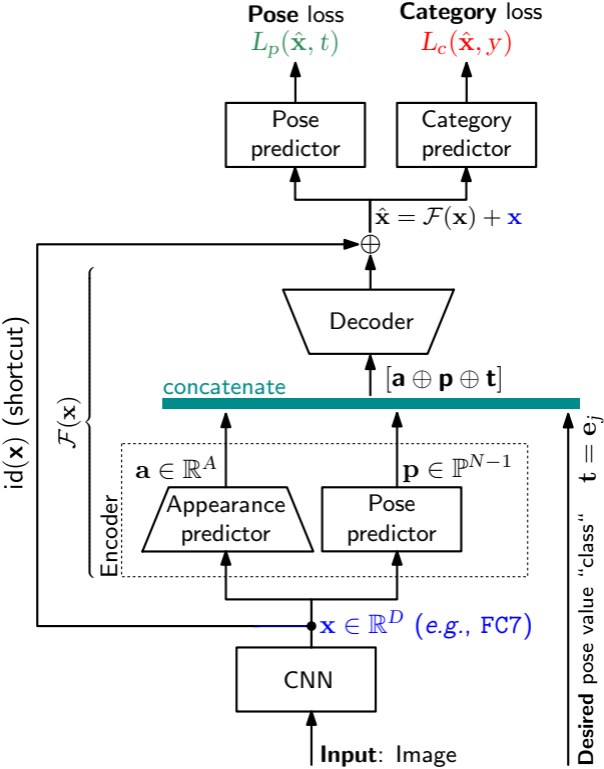 Pose loss
Category loss
L_p(x̂, t)
L_c(x̂, y)
Pose
predictor
Category
predictor
x̂ = ℱ(x) + x
⊕
id(x) (shortcut)
ℱ(x)
Decoder
[a ⊕ p ⊕ t]
concatenate
a ∈ ℝ^A
p ∈ ℙ^{N−1}
Encoder
Appearance
predictor
Pose
predictor
Desired pose value “class” t = e_j
x ∈ ℝ^D (e.g., FC7)
CNN
Input: Image